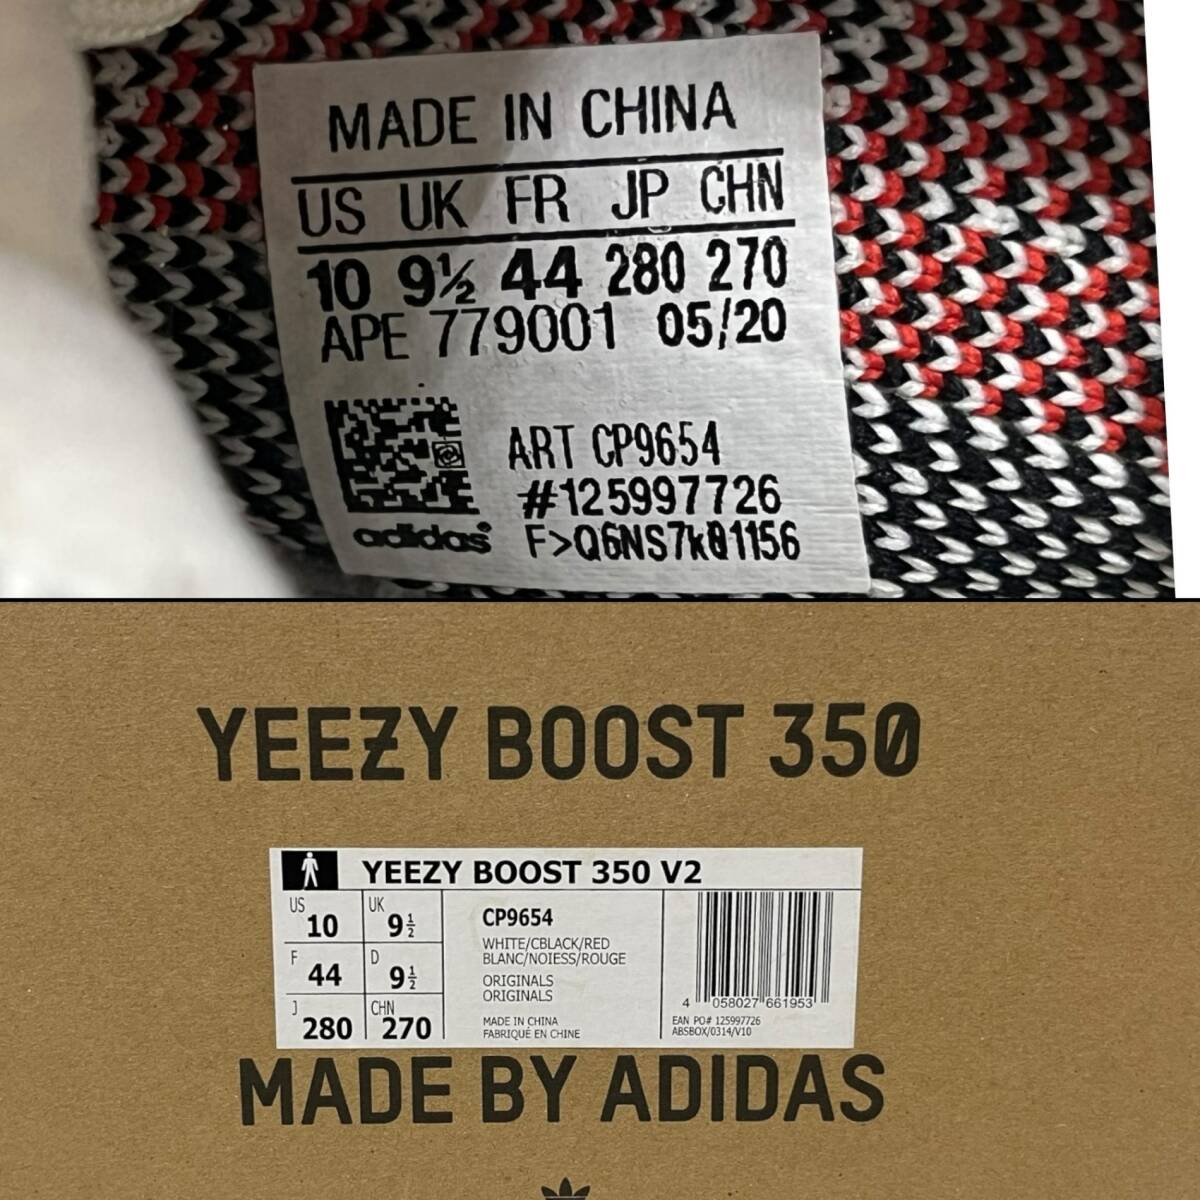 MADE IN CHINA
US UK FR JP CHN
10 9½ 44 280 270
APE 779001 05/20
ART CP9654
#125997726
adidas
YEEZY BOOST 350
YEEZY BOOST 350 V2
US 10 UK 9½
F 44 D 9½
J 280 CHN 270
CP9654
WHITE/CBLACK/RED
BLANC/NOIESS/ROUGE
ORIGINALS
ORIGINALS
MADE IN CHINA
FABRIQUÉ EN CHINE
4 058027 661953
EAN PO# 125997726
ABSBOX/0314/V10
MADE BY ADIDAS